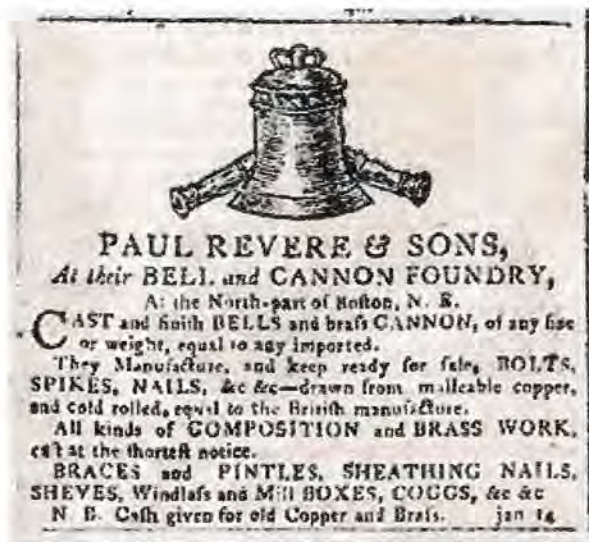 PAUL REVERE & SONS,
At their BELL and CANNON FOUNDRY,
At the North-part of Boston, N. E.
CAST and finiſh BELLS and braſs CANNON, of any ſize
or weight, equal to any imported.
They Manufacture, and keep ready for ſale, BOLTS,
SPIKES, NAILS, &c &c—drawn from malleable copper,
and cold rolled, equal to the Britiſh manufacture.
All kinds of COMPOSITION and BRASS WORK,
caſt at the ſhorteſt notice.
BRACES and PINTLES, SHEATHING NAILS,
SHEVES, Windlaſs and Mill BOXES, COGGS, &c &c
N B. Caſh given for old Copper and Braſs. jan 14